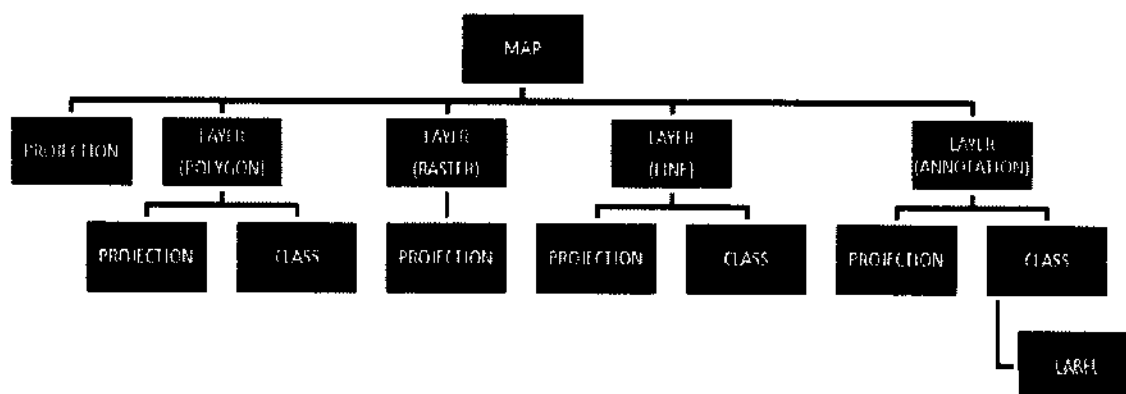 MAP
PROJECTION
LAYER
(POLYGON)
LAYER
(RASTER)
LAYER
(LINE)
LAYER
(ANNOTATION)
PROJECTION
CLASS
PROJECTION
PROJECTION
CLASS
PROJECTION
CLASS
LABEL